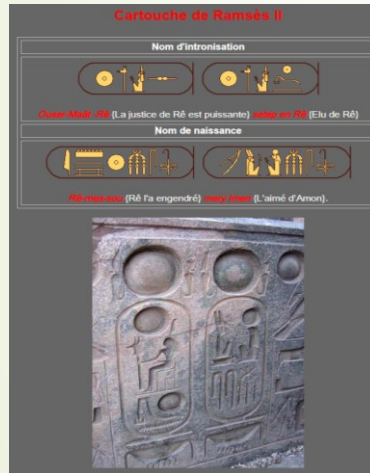 Cartouche de Ramsès II
Nom d'intronisation
Ouser-Maât-Rê (La justice de Rê est puissante) setep en Rê (Elu de Rê)
Nom de naissance
Rê-mes-sou (Rê l'a engendré) mery Imen (L'aimé d'Amon).